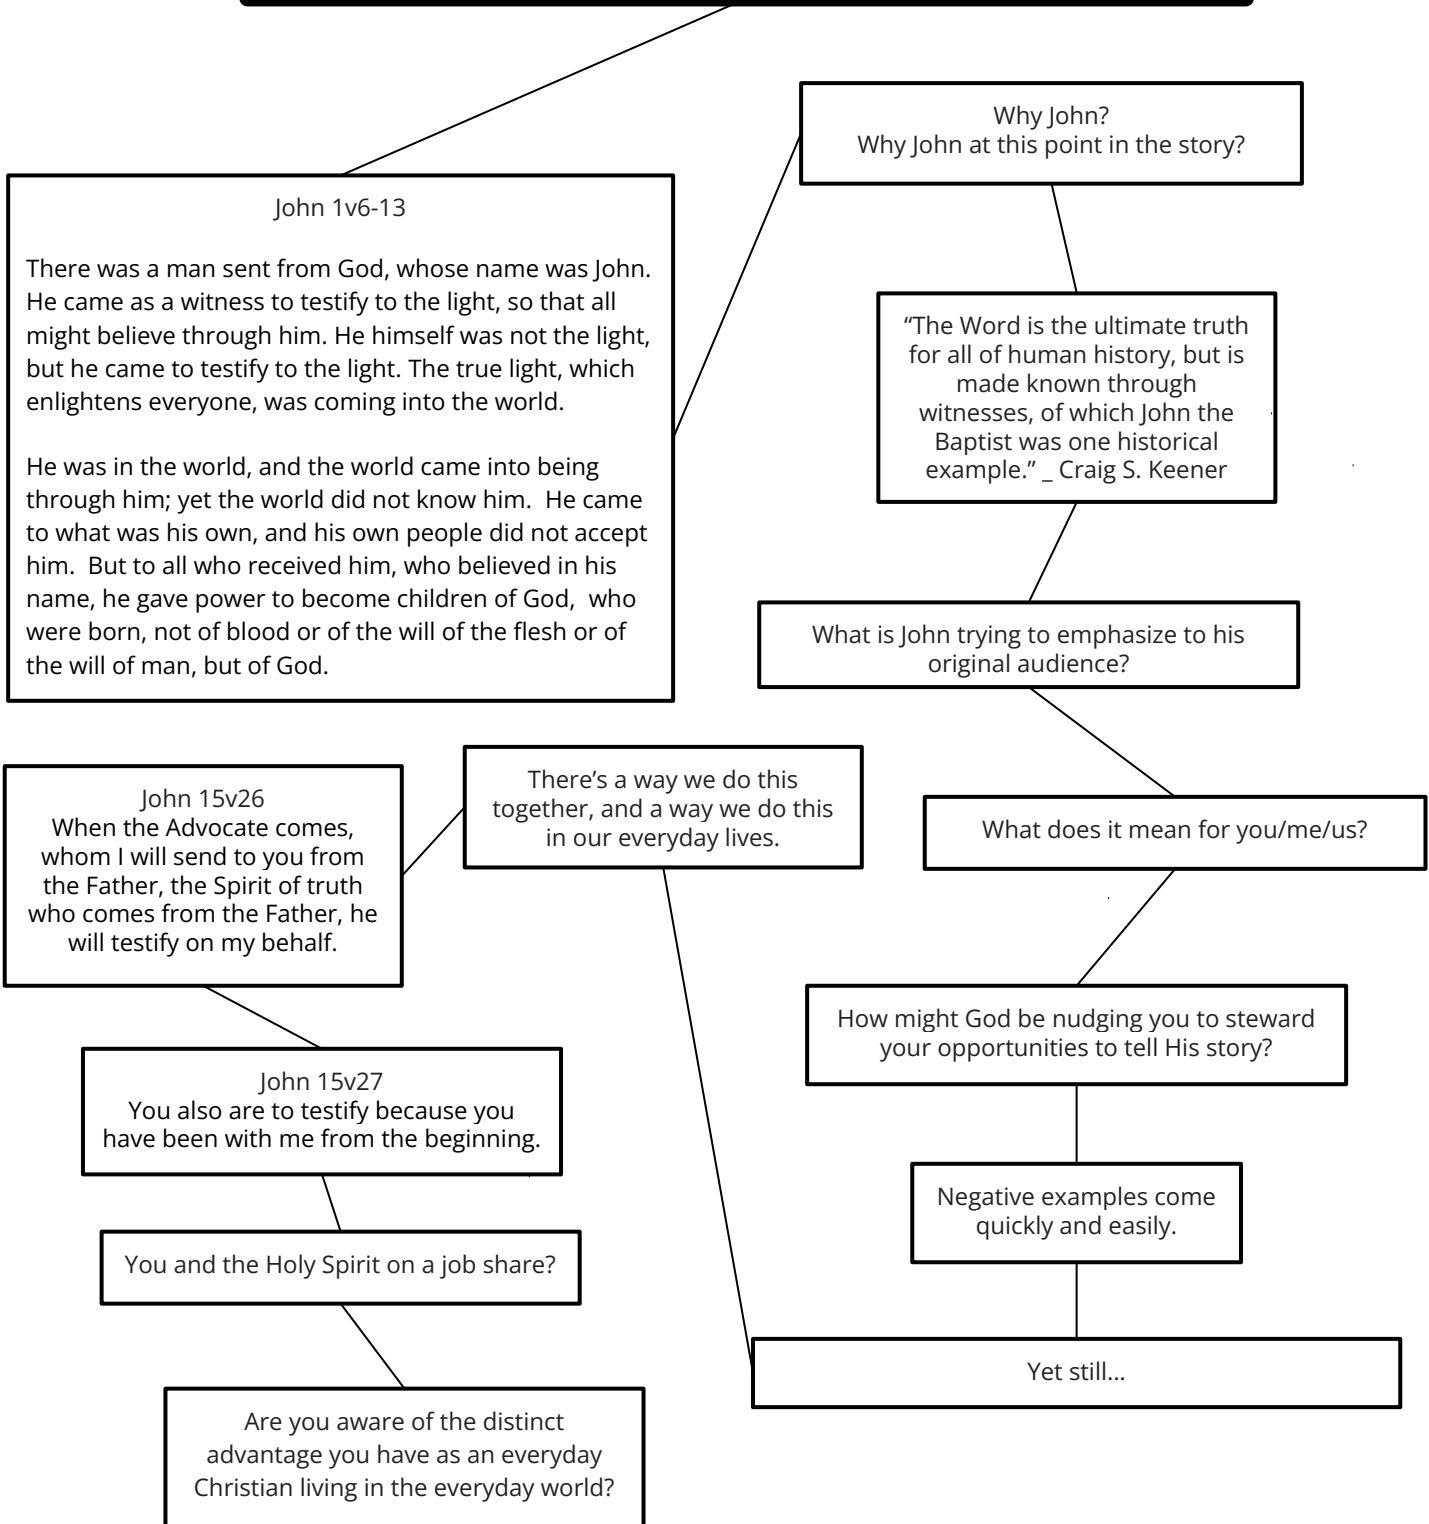 John 1v6-13
There was a man sent from God, whose name was John.
He came as a witness to testify to the light, so that all
might believe through him. He himself was not the light,
but he came to testify to the light. The true light, which
enlightens everyone, was coming into the world.
He was in the world, and the world came into being
through him; yet the world did not know him.  He came
to what was his own, and his own people did not accept
him.  But to all who received him, who believed in his
name, he gave power to become children of God,  who
were born, not of blood or of the will of the flesh or of
the will of man, but of God.
Why John?
Why John at this point in the story?
“The Word is the ultimate truth
for all of human history, but is
made known through
witnesses, of which John the
Baptist was one historical
example.” _ Craig S. Keener
What is John trying to emphasize to his
original audience?
What does it mean for you/me/us?
How might God be nudging you to steward
your opportunities to tell His story?
Negative examples come
quickly and easily.
Yet still...
There’s a way we do this
together, and a way we do this
in our everyday lives.
John 15v26
When the Advocate comes,
whom I will send to you from
the Father, the Spirit of truth
who comes from the Father, he
will testify on my behalf.
John 15v27
You also are to testify because you
have been with me from the beginning.
You and the Holy Spirit on a job share?
Are you aware of the distinct
advantage you have as an everyday
Christian living in the everyday world?